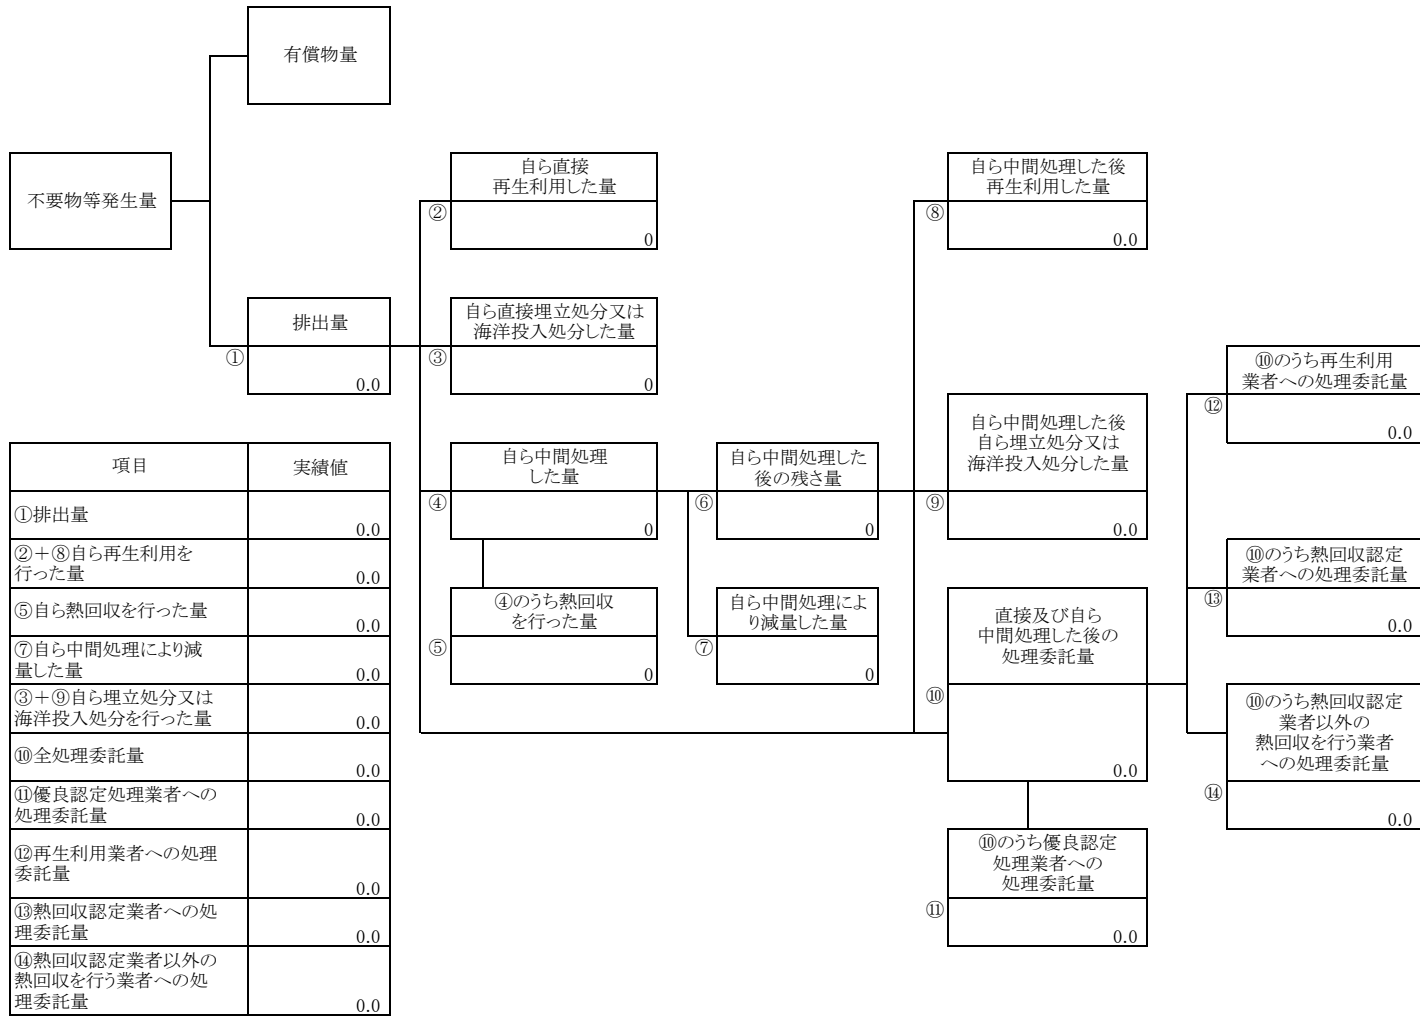 有償物量
不要物等発生量
自ら直接
再生利用した量
②
0
自ら中間処理した後
再生利用した量
⑧
0.0
排出量
①
0.0
自ら直接埋立処分又は
海洋投入処分した量
③
0
⑩のうち再生利用
業者への処理委託量
⑫
0.0
自ら中間処理
した量
④
0
自ら中間処理した
後の残さ量
⑥
0
自ら中間処理した後
自ら埋立処分又は
海洋投入処分した量
⑨
0.0
⑩のうち熱回収認定
業者への処理委託量
⑬
0.0
④のうち熱回収
を行った量
⑤
0
自ら中間処理によ
り減量した量
⑦
0
直接及び自ら
中間処理した後の
処理委託量
⑩
0.0
⑩のうち熱回収認定
業者以外の
熱回収を行う業者
への処理委託量
⑭
0.0
⑩のうち優良認定
処理業者への
処理委託量
⑪
0.0
項目 実績値
①排出量 0.0
②＋⑧自ら再生利用を
行った量 0.0
⑤自ら熱回収を行った量 0.0
⑦自ら中間処理により減
量した量 0.0
③＋⑨自ら埋立処分又は
海洋投入処分を行った量 0.0
⑩全処理委託量 0.0
⑪優良認定処理業者への
処理委託量 0.0
⑫再生利用業者への処理
委託量 0.0
⑬熱回収認定業者への処
理委託量 0.0
⑭熱回収認定業者以外の
熱回収を行う業者への処
理委託量 0.0